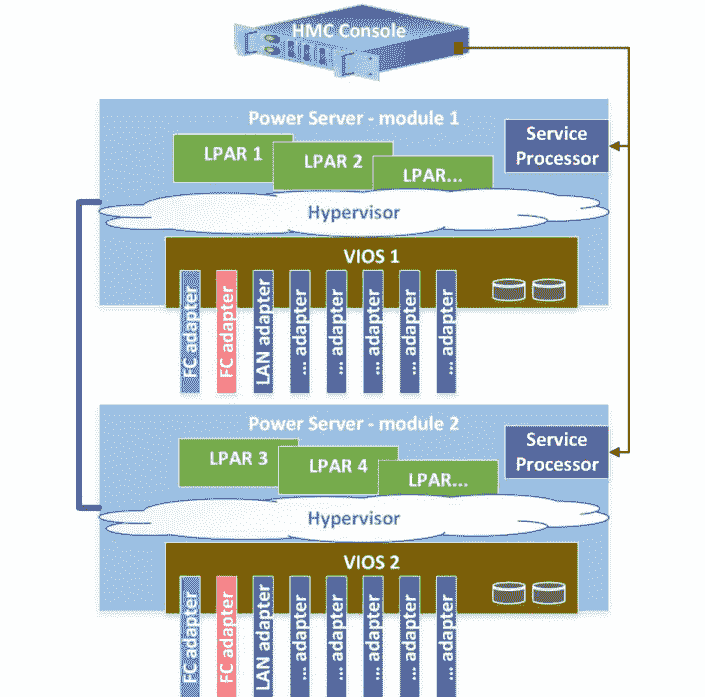 HMC Console
Power Server - module 1
Service
Processor
LPAR 1
LPAR 2
LPAR...
Hypervisor
VIOS 1
FC adapter
FC adapter
LAN adapter
... adapter
... adapter
... adapter
... adapter
... adapter
Power Server - module 2
Service
Processor
LPAR 3
LPAR 4
LPAR...
Hypervisor
VIOS 2
FC adapter
FC adapter
LAN adapter
... adapter
... adapter
... adapter
... adapter
... adapter